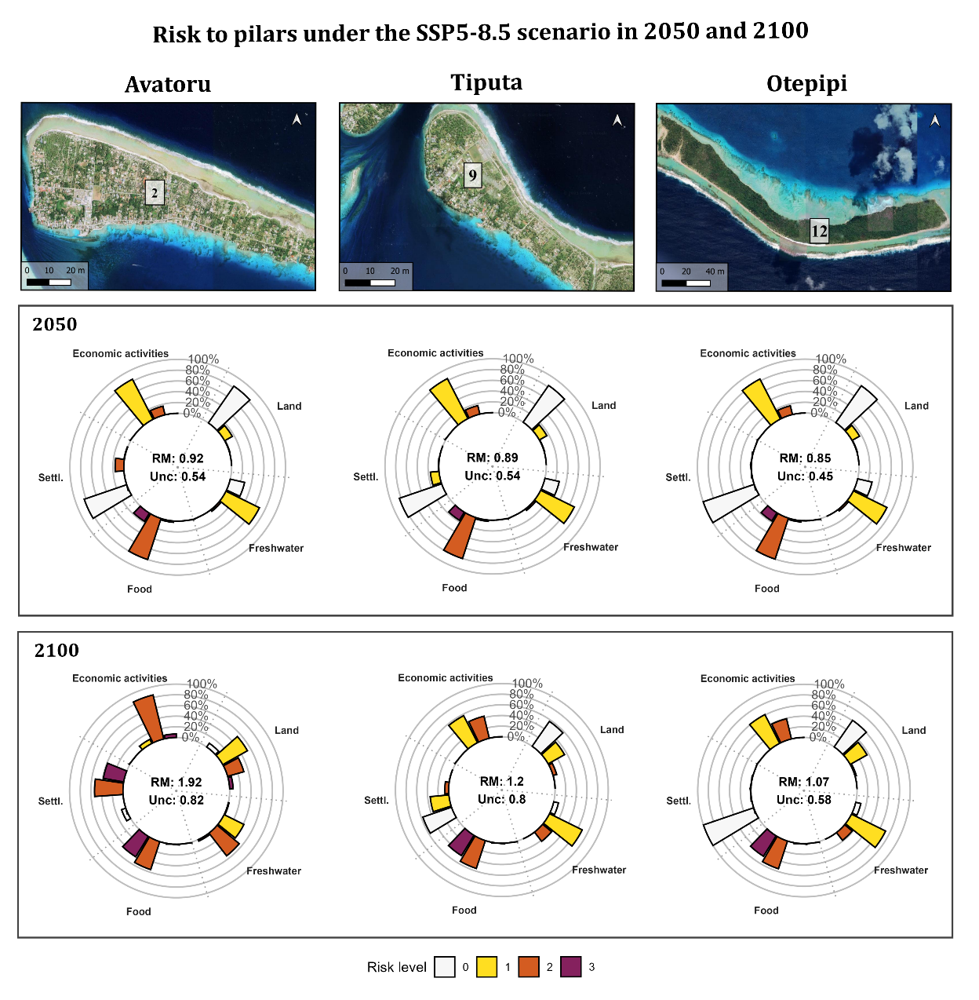 Risk to pilars under the SSP5-8.5 scenario in 2050 and 2100
Avatoru
Tiputa
Otepipi
2
0 10 20 m
9
0 10 20 m
12
0 20 40 m
2050
Economic activities
100%
80%
60%
40%
20%
0%
Land
RM: 0.92
Unc: 0.54
Settl.
Freshwater
Food
Economic activities
100%
80%
60%
40%
20%
0%
Land
RM: 0.89
Unc: 0.54
Settl.
Freshwater
Food
Economic activities
100%
80%
60%
40%
20%
0%
Land
RM: 0.85
Unc: 0.45
Settl.
Freshwater
Food
2100
Economic activities
100%
80%
60%
40%
20%
0%
Land
RM: 1.92
Unc: 0.82
Settl.
Freshwater
Food
Economic activities
100%
80%
60%
40%
20%
0%
Land
RM: 1.2
Unc: 0.8
Settl.
Freshwater
Food
Economic activities
100%
80%
60%
40%
20%
0%
Land
RM: 1.07
Unc: 0.58
Settl.
Freshwater
Food
Risk level 0 1 2 3